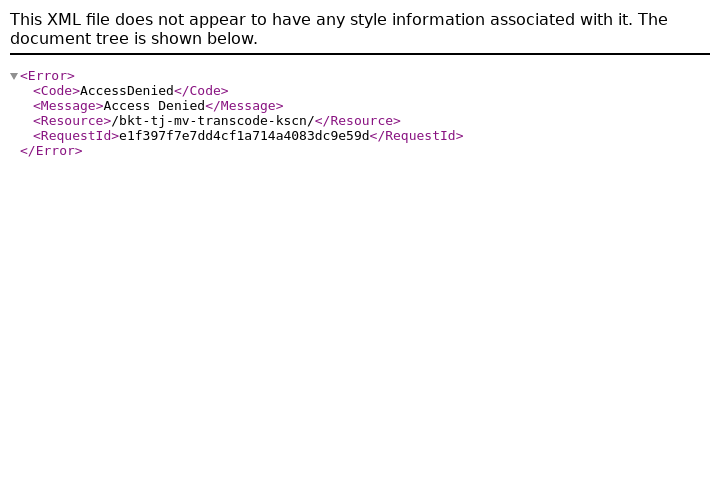 This XML file does not appear to have any style information associated with it. The
document tree is shown below.
<Error>
<Code>AccessDenied</Code>
<Message>Access Denied</Message>
<Resource>/bkt-tj-mv-transcode-kscn/</Resource>
<RequestId>e1f397f7e7dd4cf1a714a4083dc9e59d</RequestId>
</Error>